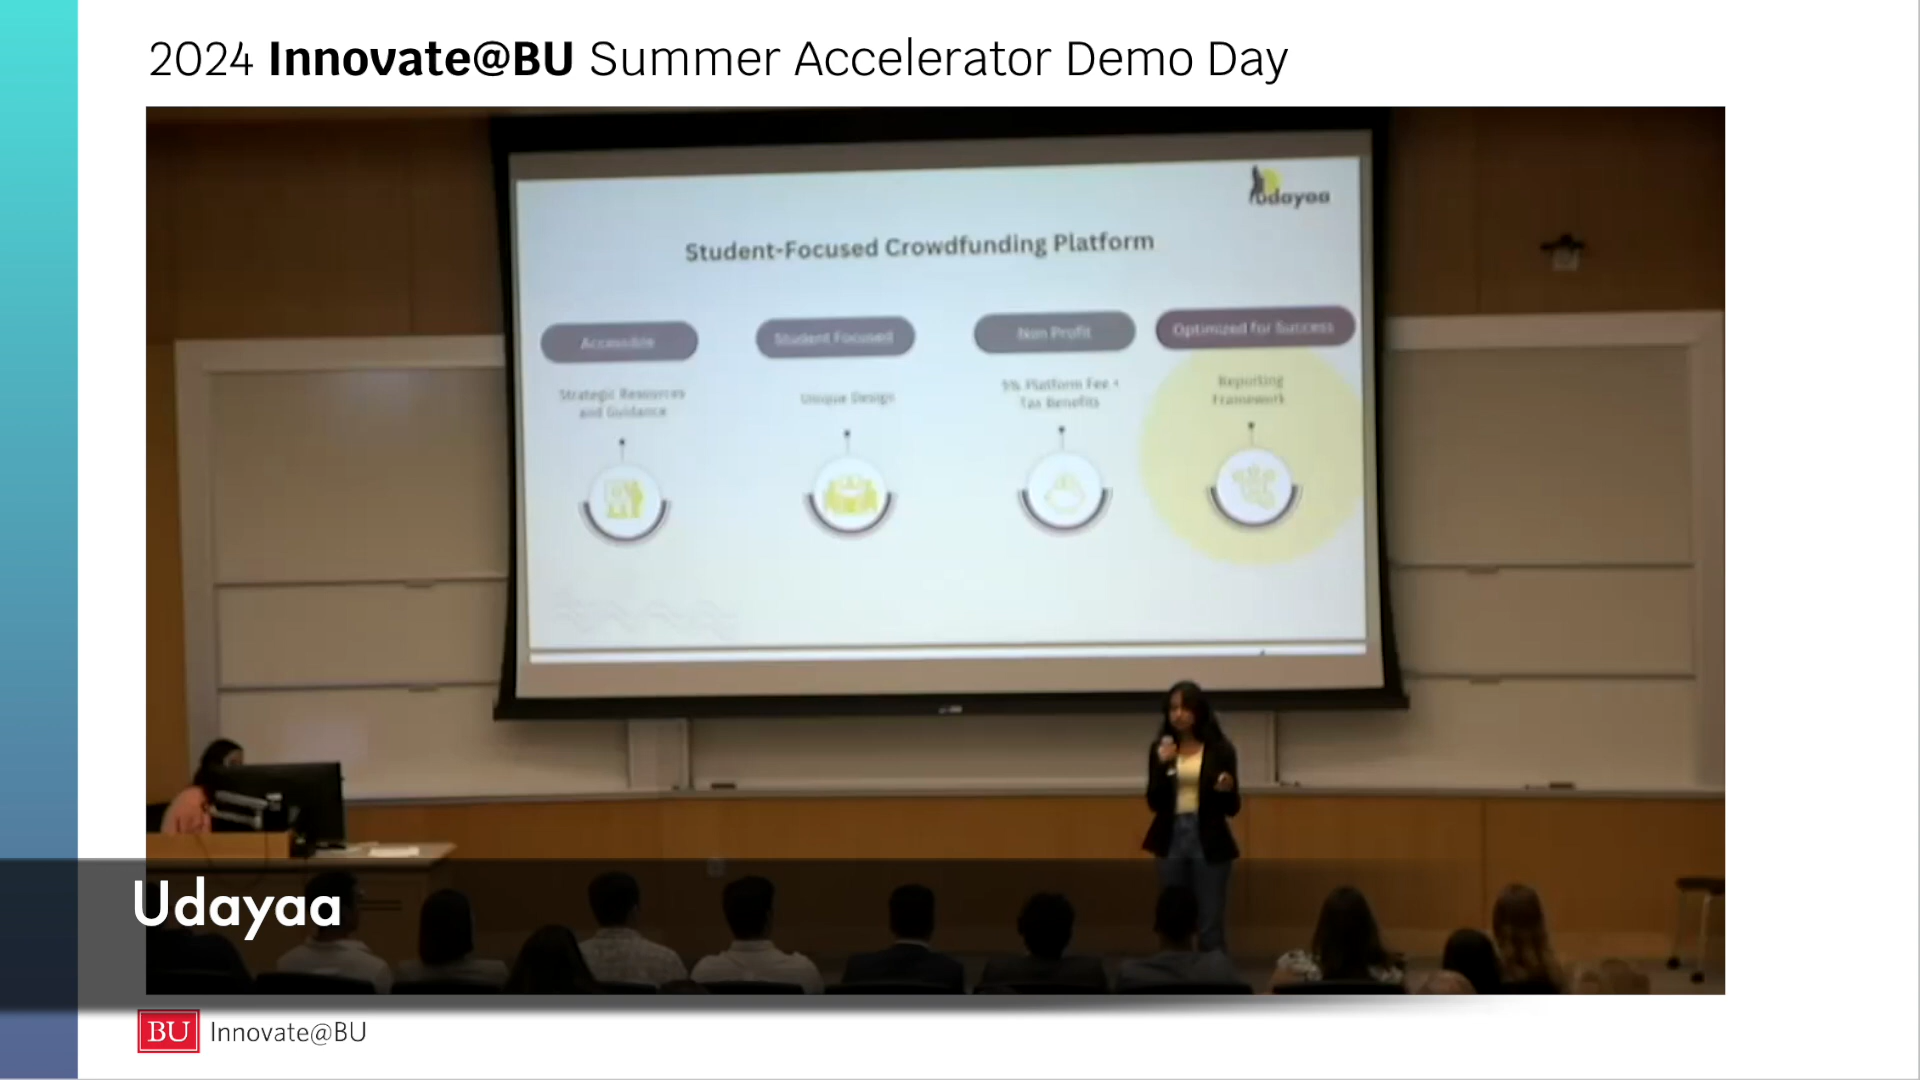 2024 Innovate@BU Summer Accelerator Demo Day
udayaa
Student-Focused Crowdfunding Platform
Accessible
Student Focused
Non Profit
Optimized for Success
Strategic Resources
and Guidance
Unique Design
5% Platform Fee +
Tax Benefits
Reporting
Framework
Udayaa
BU Innovate@BU